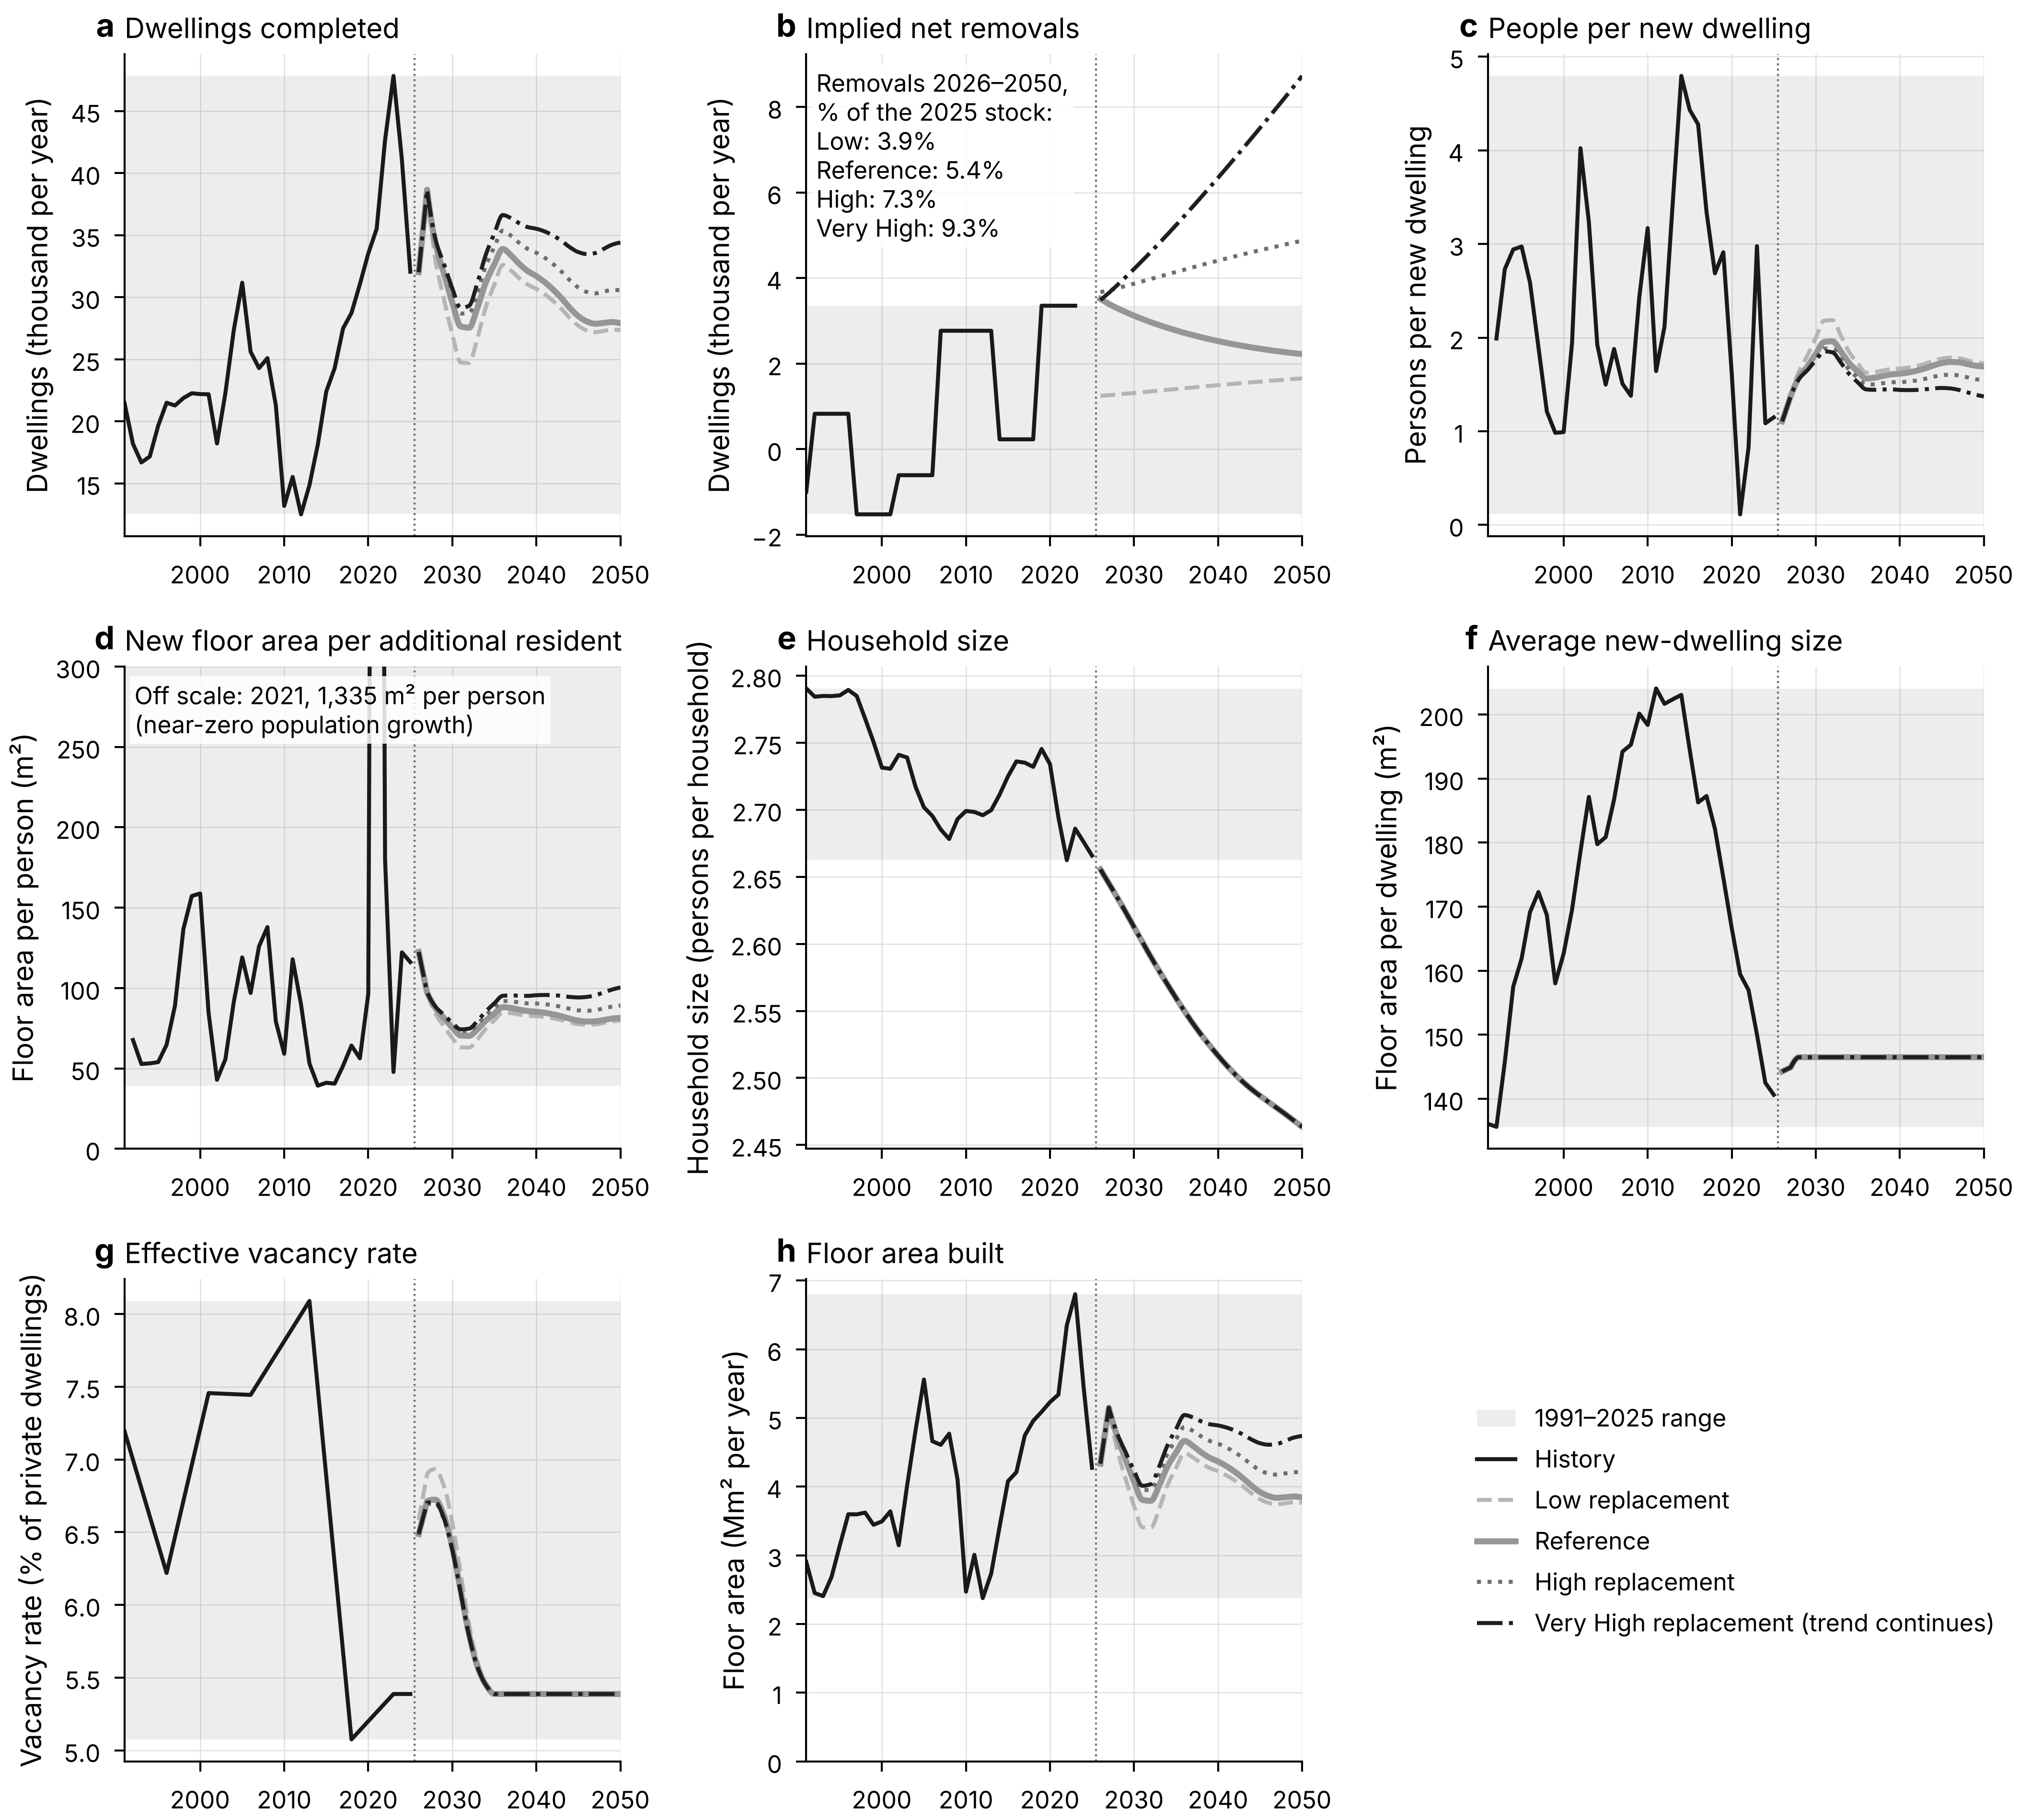 a Dwellings completed
Dwellings (thousand per year)
45
40
35
30
25
20
15
2000 2010 2020 2030 2040 2050
b Implied net removals
Dwellings (thousand per year)
Removals 2026–2050,
% of the 2025 stock:
Low: 3.9%
Reference: 5.4%
High: 7.3%
Very High: 9.3%
8
6
4
2
0
−2
2000 2010 2020 2030 2040 2050
c People per new dwelling
Persons per new dwelling
5
4
3
2
1
0
2000 2010 2020 2030 2040 2050
d New floor area per additional resident
Floor area per person (m²)
Off scale: 2021, 1,335 m² per person
(near-zero population growth)
300
250
200
150
100
50
0
2000 2010 2020 2030 2040 2050
e Household size
Household size (persons per household)
2.80
2.75
2.70
2.65
2.60
2.55
2.50
2.45
2000 2010 2020 2030 2040 2050
f Average new-dwelling size
Floor area per dwelling (m²)
200
190
180
170
160
150
140
2000 2010 2020 2030 2040 2050
g Effective vacancy rate
Vacancy rate (% of private dwellings)
8.0
7.5
7.0
6.5
6.0
5.5
5.0
2000 2010 2020 2030 2040 2050
h Floor area built
Floor area (Mm² per year)
7
6
5
4
3
2
1
0
2000 2010 2020 2030 2040 2050
1991–2025 range
History
Low replacement
Reference
High replacement
Very High replacement (trend continues)